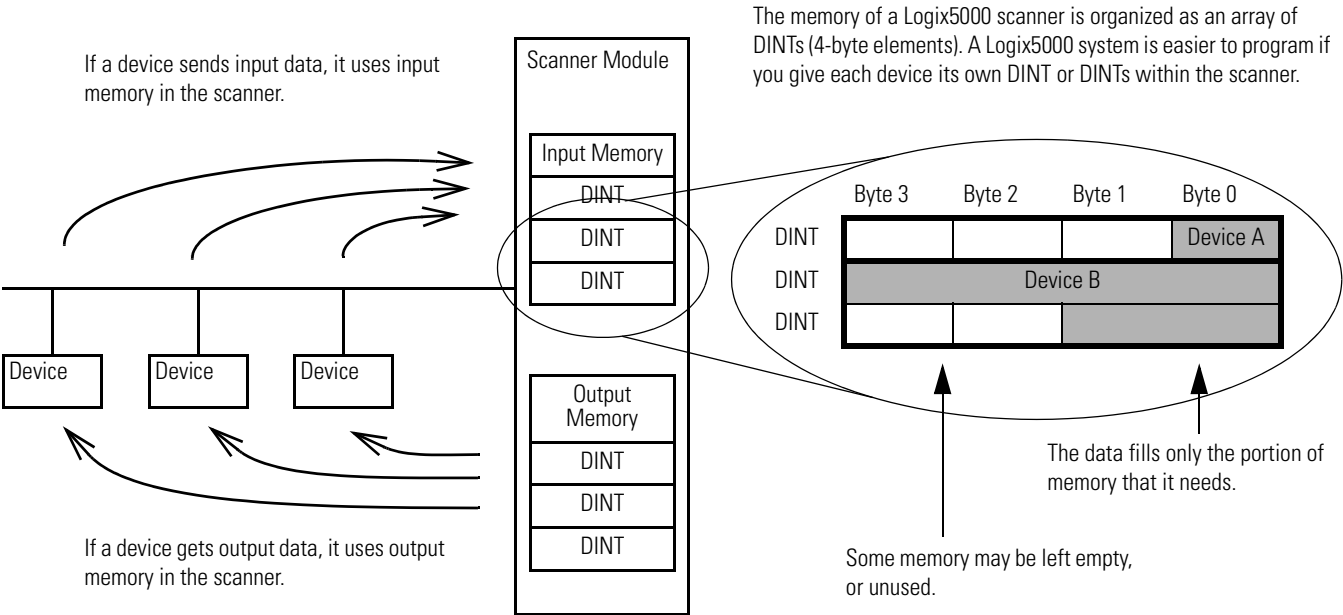 The memory of a Logix5000 scanner is organized as an array of
DINTs (4-byte elements). A Logix5000 system is easier to program if
you give each device its own DINT or DINTs within the scanner.
If a device sends input data, it uses input
memory in the scanner.
Scanner Module
Input Memory
DINT
DINT
DINT
Byte 3 Byte 2 Byte 1 Byte 0
DINT Device A
DINT Device B
DINT
Device Device Device
Output
Memory
DINT
DINT
DINT
The data fills only the portion of
memory that it needs.
If a device gets output data, it uses output
memory in the scanner.
Some memory may be left empty,
or unused.